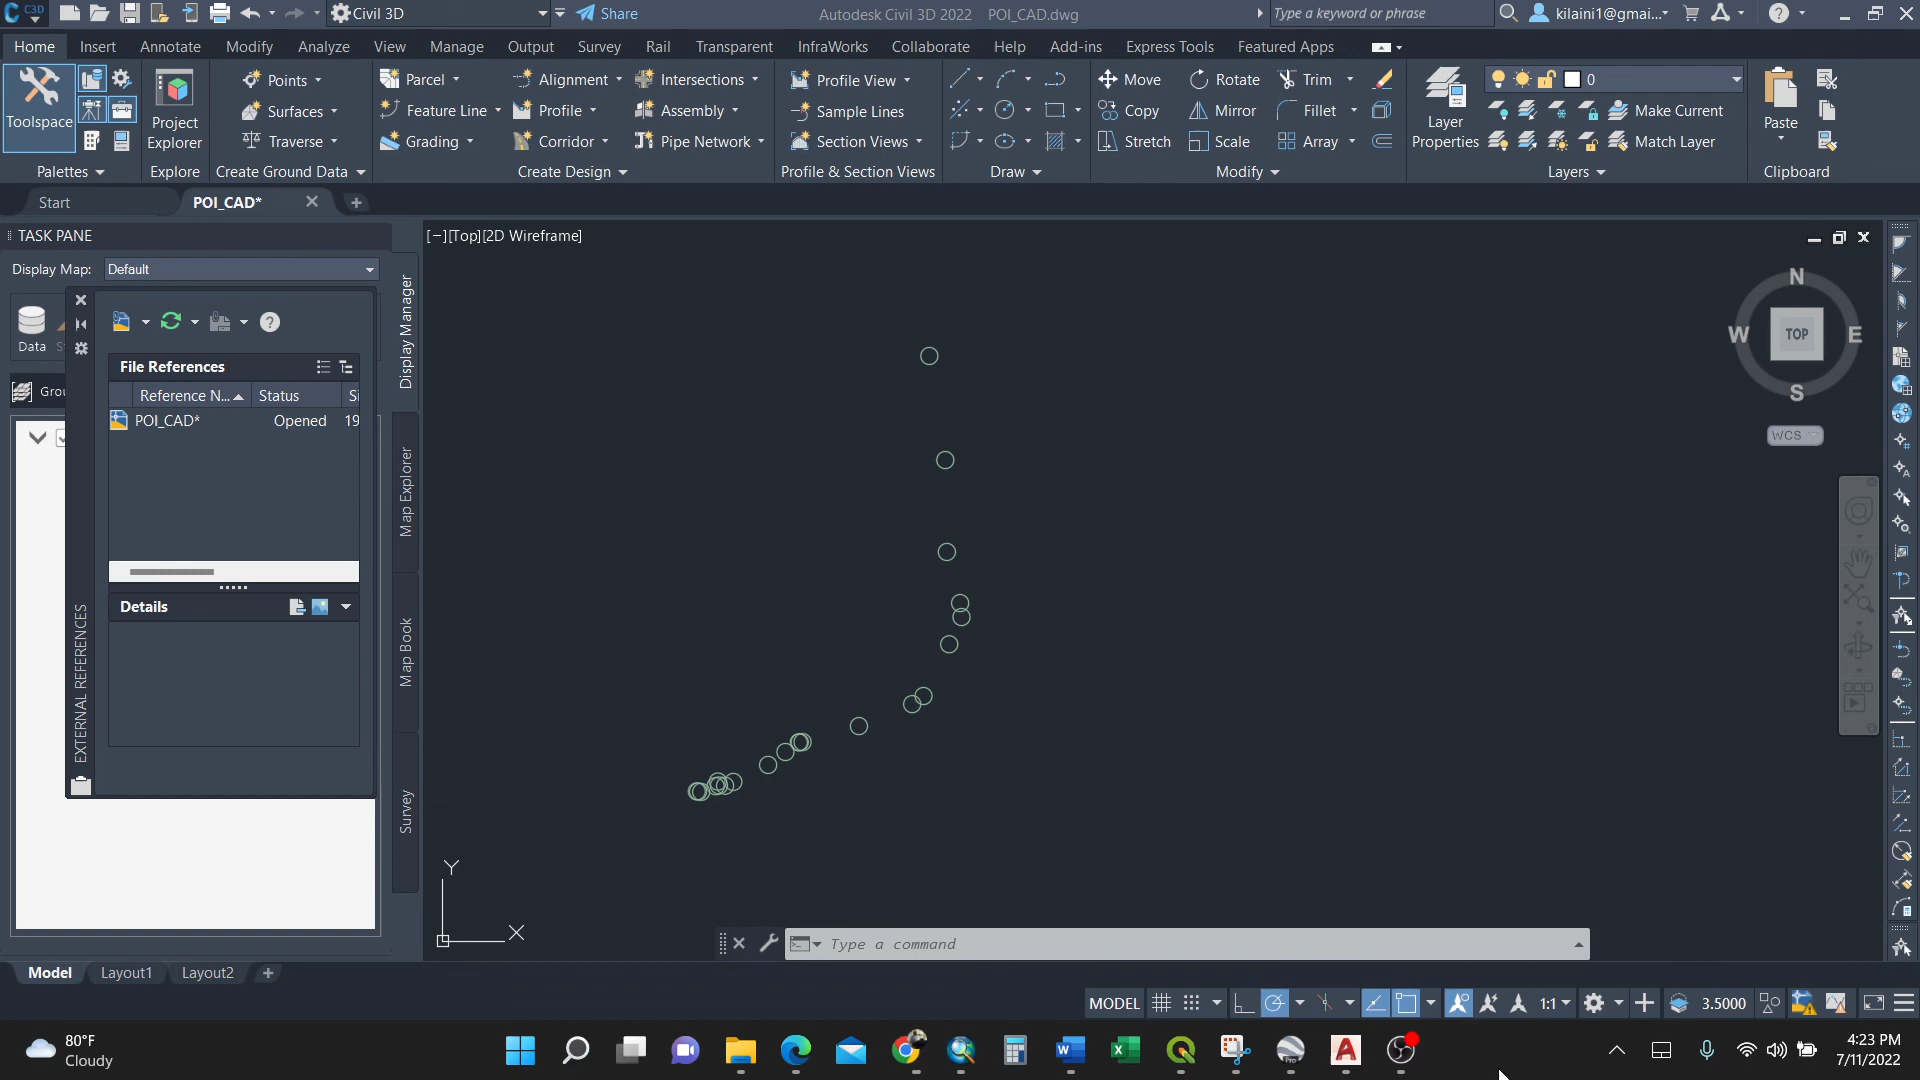 C3D Civil 3D Share Autodesk Civil 3D 2022 POI_CAD.dwg Type a keyword or phrase kilaini1@gmai...
Home Insert Annotate Modify Analyze View Manage Output Survey Rail Transparent InfraWorks Collaborate Help Add-ins Express Tools Featured Apps
Points Parcel Alignment Intersections Profile View Move Rotate Trim 0
Toolspace Project Explorer Surfaces Feature Line Profile Assembly Sample Lines Copy Mirror Fillet Layer Properties Make Current Paste
Traverse Grading Corridor Pipe Network Section Views Stretch Scale Array Match Layer
Palettes Explore Create Ground Data Create Design Profile & Section Views Draw Modify Layers Clipboard
Start POI_CAD*
TASK PANE [−][Top][2D Wireframe]
Display Map: Default
N
W TOP E
S
WCS
Data
File References
Grou
Reference N... Status Si
POI_CAD* Opened 19
Details
EXTERNAL REFERENCES
Display Manager
Map Explorer
Map Book
Survey
Y
X
Type a command
Model Layout1 Layout2
MODEL 1:1 3.5000
80°F
Cloudy
4:23 PM
7/11/2022